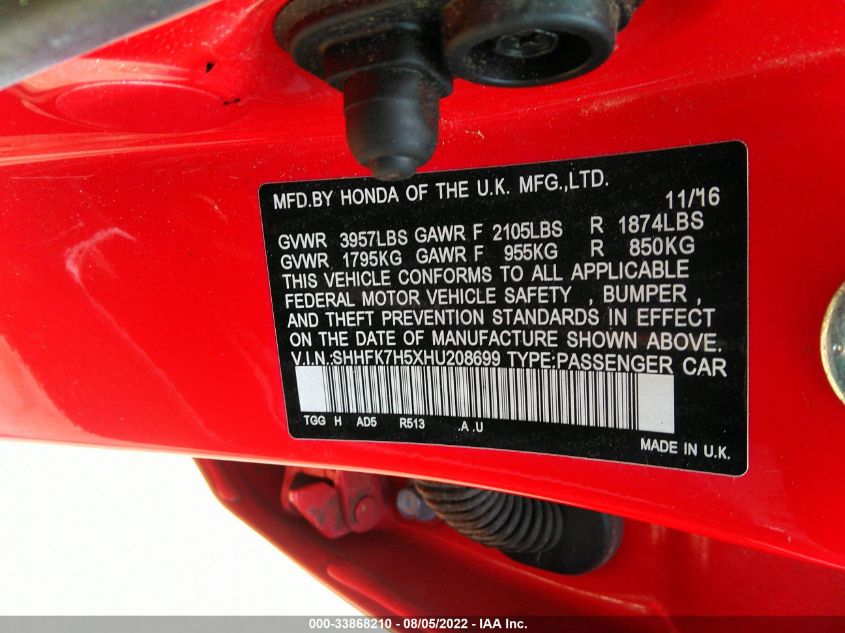 MFD.BY HONDA OF THE U.K. MFG.,LTD. 11/16
GVWR 3957LBS GAWR F 2105LBS R 1874LBS
GVWR 1795KG GAWR F 955KG R 850KG
THIS VEHICLE CONFORMS TO ALL APPLICABLE
FEDERAL MOTOR VEHICLE SAFETY , BUMPER ,
AND THEFT PREVENTION STANDARDS IN EFFECT
ON THE DATE OF MANUFACTURE SHOWN ABOVE.
V.I.N.:SHHFK7H5XHU208699 TYPE:PASSENGER CAR
TGG H AD5 R513 .A .U
MADE IN U.K.
000-33868210 - 08/05/2022 - IAA Inc.